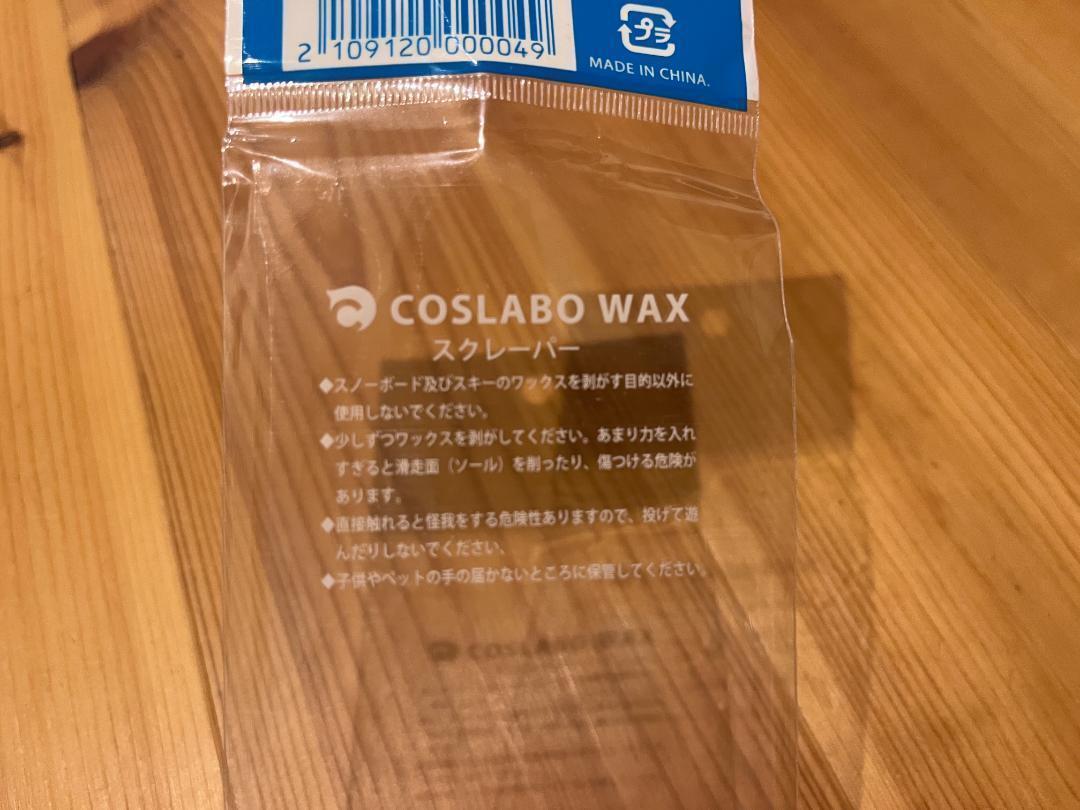 2 109120 000049
プラ
MADE IN CHINA.
COSLABO WAX
スクレーパー
◆スノーボード及びスキーのワックスを剥がす目的以外に
使用しないでください。
◆少しずつワックスを剥がしてください。あまり力を入れ
すぎると滑走面（ソール）を削ったり、傷つける危険が
あります。
◆直接触れると怪我をする危険性ありますので、投げて遊
んだりしないでください、
◆子供やペットの手の届かないところに保管してください。